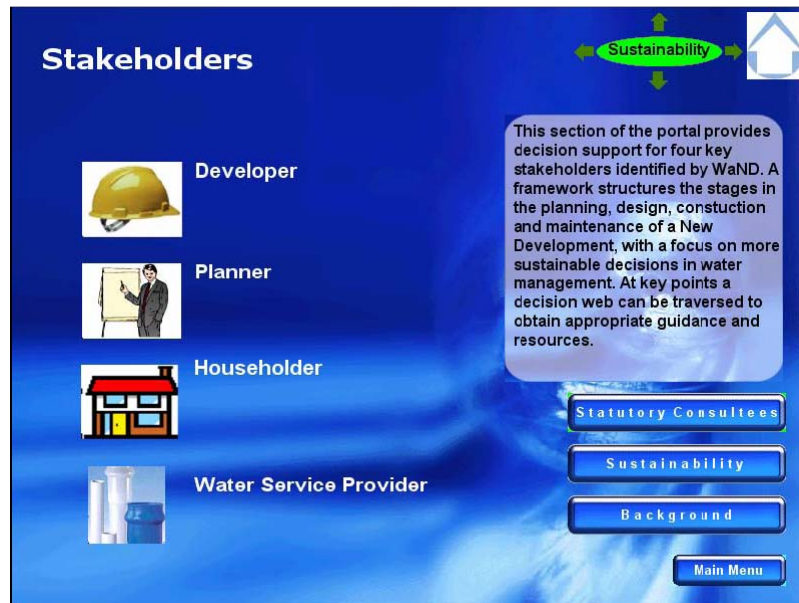 Stakeholders
Sustainability
Developer
Planner
Householder
Water Service Provider
This section of the portal provides
decision support for four key
stakeholders identified by WaND. A
framework structures the stages in
the planning, design, constuction
and maintenance of a New
Development, with a focus on more
sustainable decisions in water
management. At key points a
decision web can be traversed to
obtain appropriate guidance and
resources.
Statutory Consultees
Sustainability
Background
Main Menu